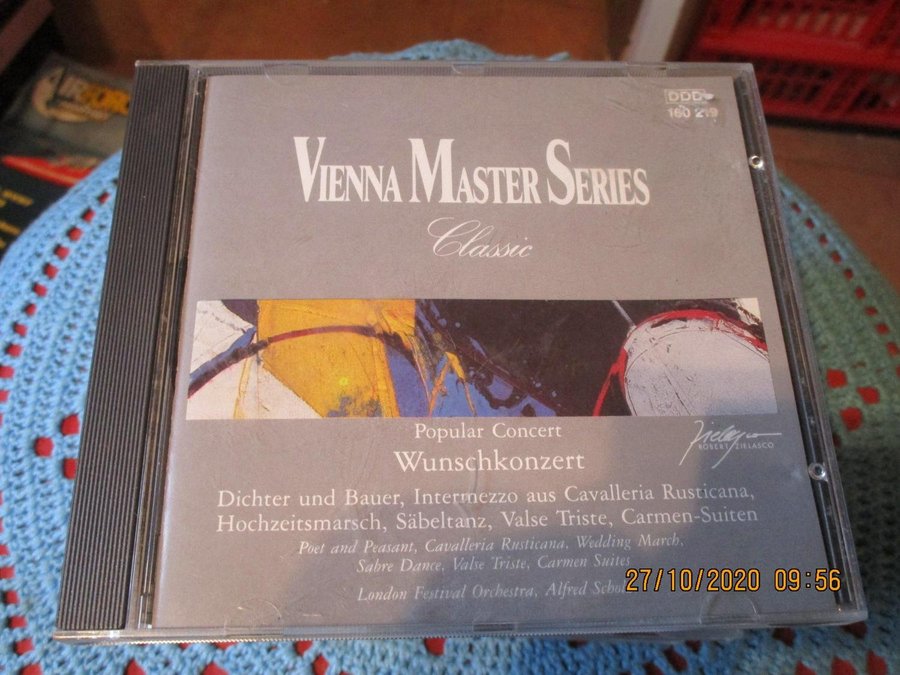 DDD
160 219
VIENNA MASTER SERIES
Classic
Popular Concert
Wunschkonzert
ROBERT ZIELASCO
Dichter und Bauer, Intermezzo aus Cavalleria Rusticana,
Hochzeitsmarsch, Säbeltanz, Valse Triste, Carmen-Suiten
Poet and Peasant, Cavalleria Rusticana, Wedding March,
Sabre Dance, Valse Triste, Carmen Suites
London Festival Orchestra, Alfred
27/10/2020 09:56